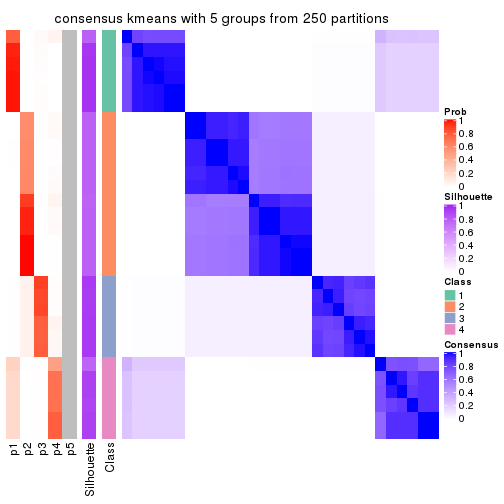 consensus kmeans with 5 groups from 250 partitions
Prob
1
0.8
0.6
0.4
0.2
0
Silhouette
1
0.8
0.6
0.4
0.2
0
Class
1
2
3
4
Consensus
1
0.8
0.6
0.4
0.2
0
p1
p2
p3
p4
p5
Silhouette
Class